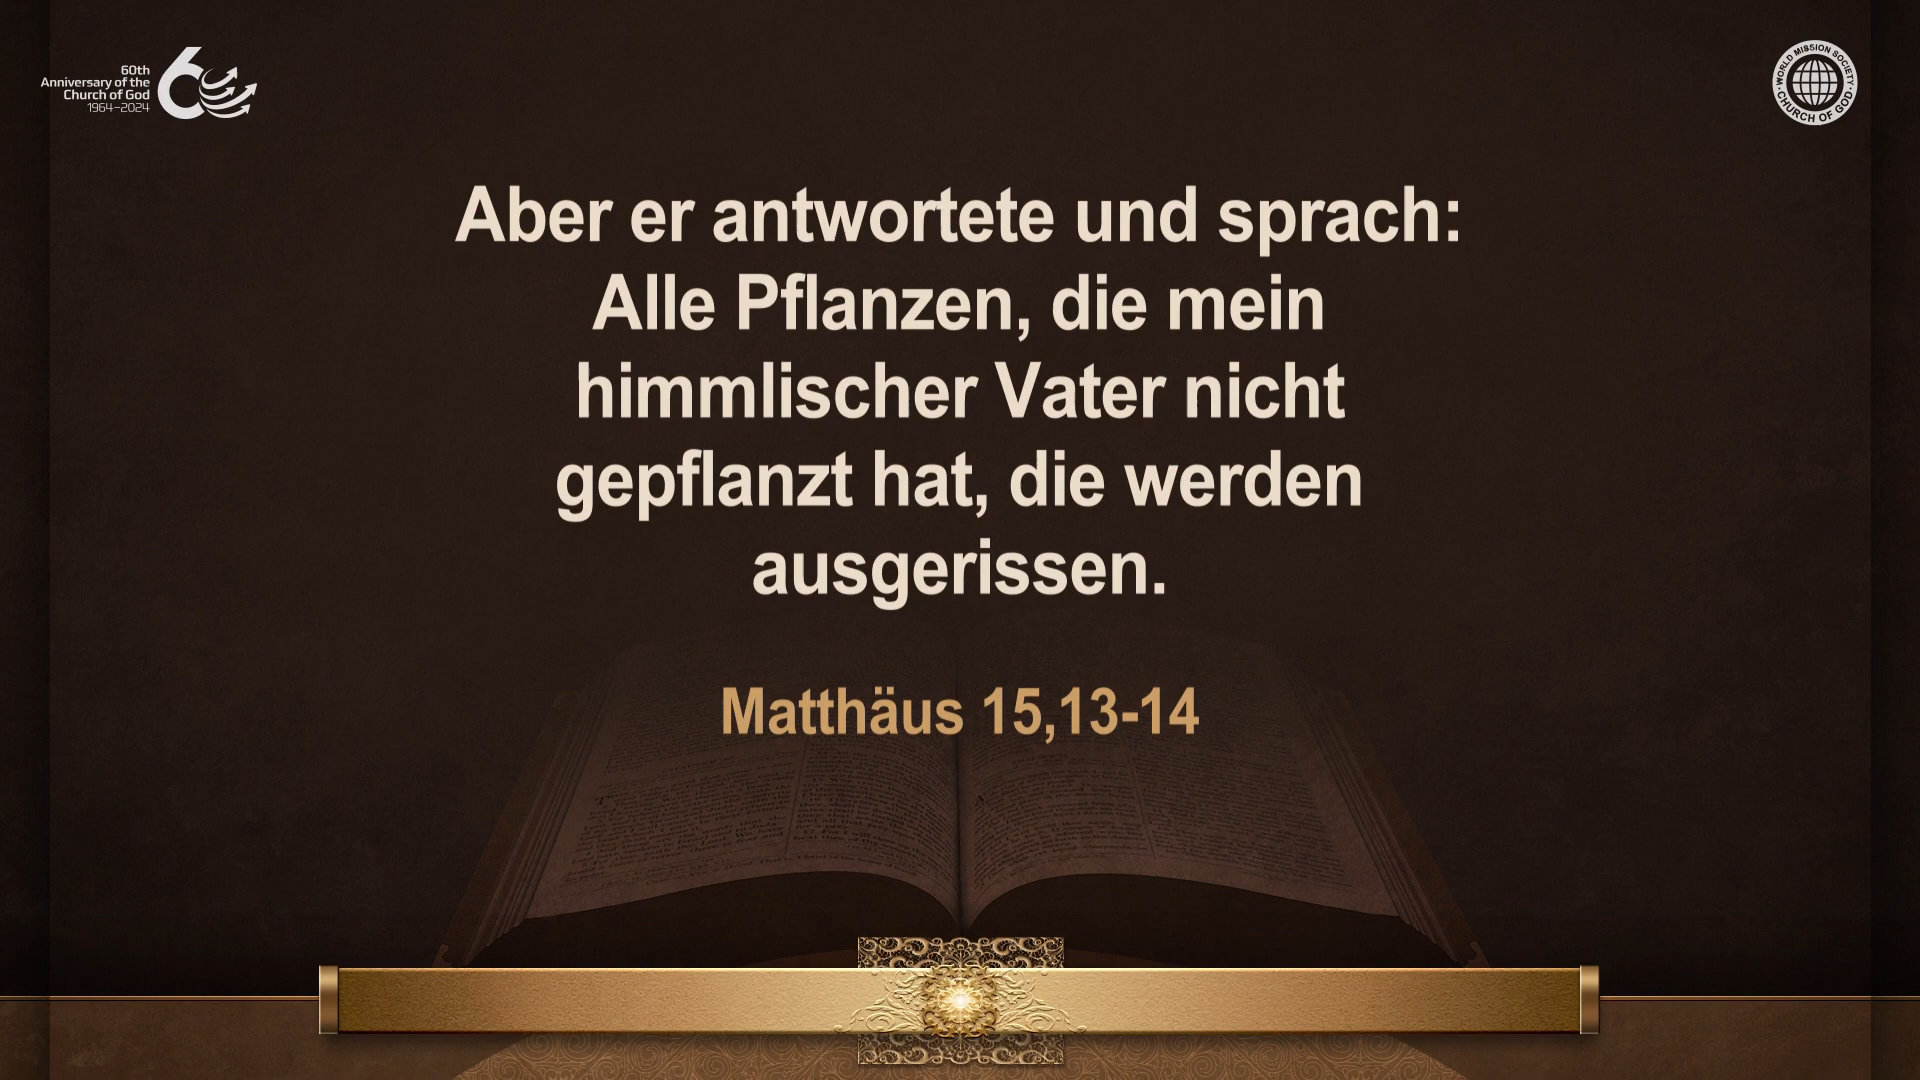 60th
Anniversary of the
Church of God
1964–2024
WORLD MISSION SOCIETY
CHURCH OF GOD
Aber er antwortete und sprach:
Alle Pflanzen, die mein
himmlischer Vater nicht
gepflanzt hat, die werden
ausgerissen.
Matthäus 15,13-14